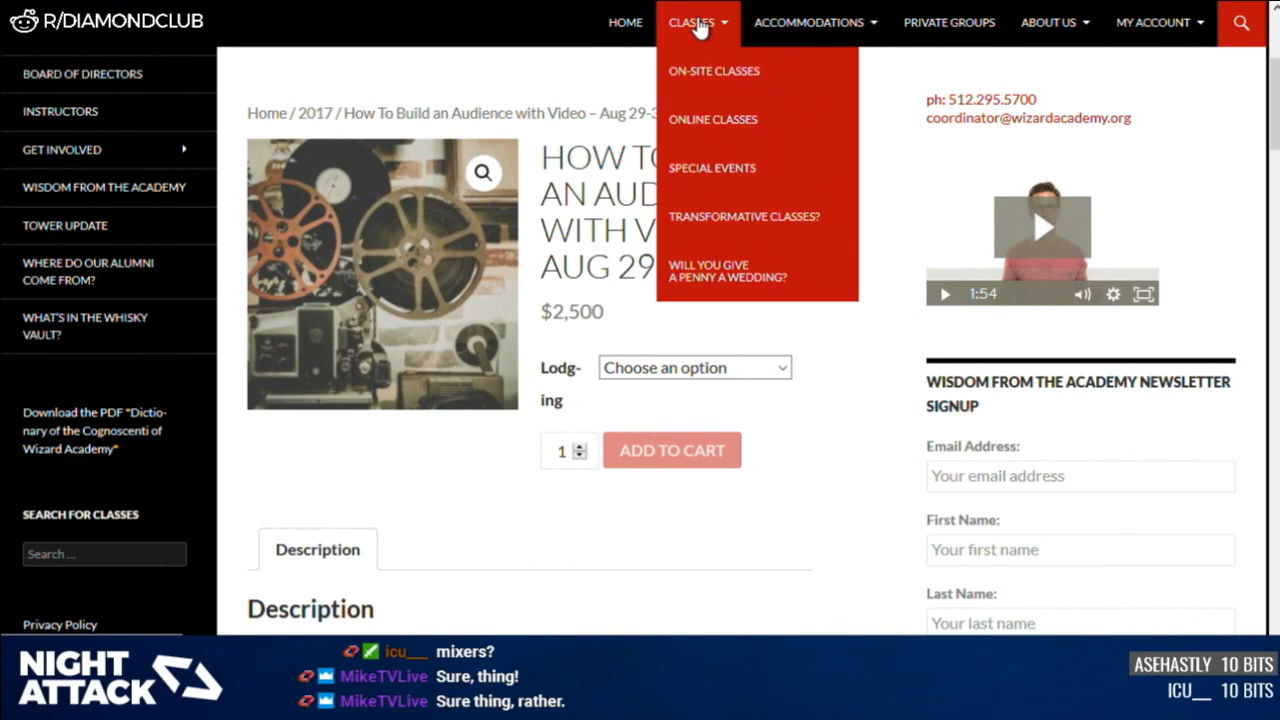 R/DIAMONDCLUB
HOME
CLASSES
ACCOMMODATIONS
PRIVATE GROUPS
ABOUT US
MY ACCOUNT
BOARD OF DIRECTORS
INSTRUCTORS
GET INVOLVED
WISDOM FROM THE ACADEMY
TOWER UPDATE
WHERE DO OUR ALUMNI
COME FROM?
WHAT'S IN THE WHISKY
VAULT?
Download the PDF "Dictio-
nary of the Cognoscenti of
Wizard Academy"
SEARCH FOR CLASSES
Search ...
Privacy Policy
ON-SITE CLASSES
ONLINE CLASSES
SPECIAL EVENTS
TRANSFORMATIVE CLASSES?
WILL YOU GIVE
A PENNY A WEDDING?
Home / 2017 / How To Build an Audience with Video – Aug 29-3
HOW TO
AN AUD
WITH V
AUG 29
$2,500
Lodg-
ing
Choose an option
1
ADD TO CART
Description
Description
ph: 512.295.5700
coordinator@wizardacademy.org
1:54
WISDOM FROM THE ACADEMY NEWSLETTER
SIGNUP
Email Address:
Your email address
First Name:
Your first name
Last Name:
Your last name
NIGHT
ATTACK
icu__ mixers?
MikeTVLive Sure, thing!
MikeTVLive Sure thing, rather.
ASEHASTLY 10 BITS
ICU__ 10 BITS